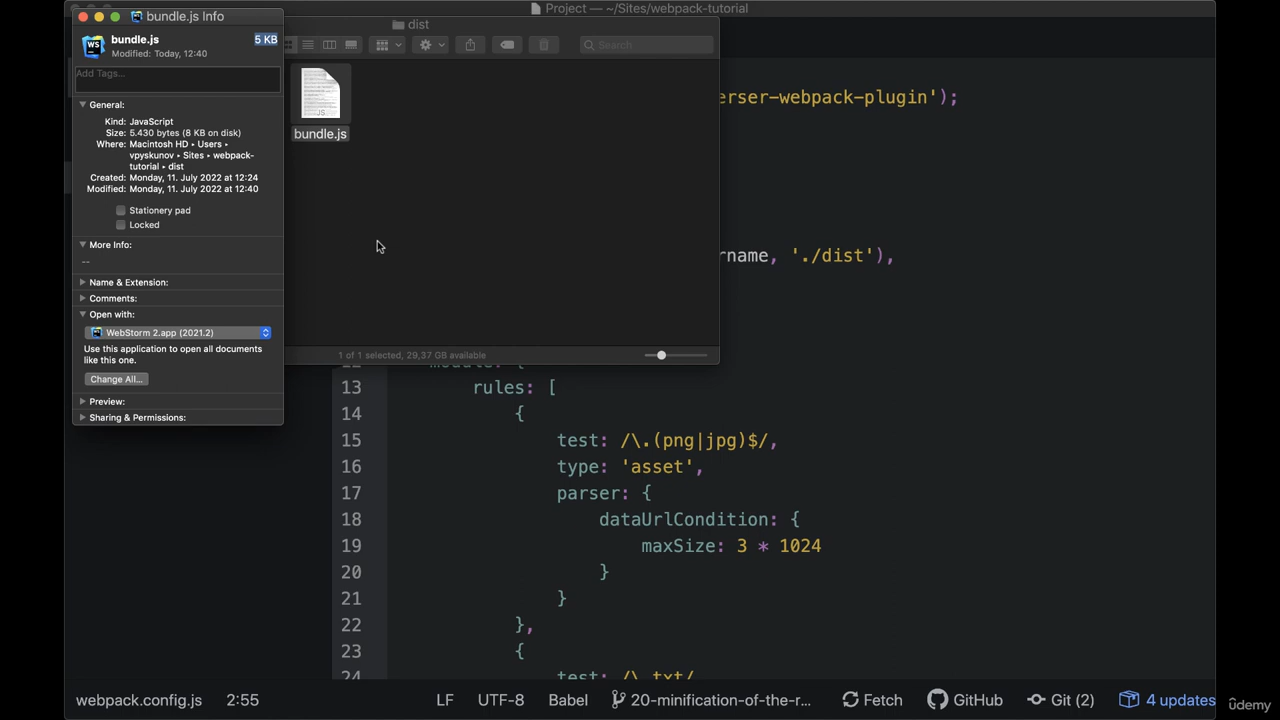 Project — ~/Sites/webpack-tutorial
bundle.js Info
bundle.js
5 KB
Modified: Today, 12:40
Add Tags...
General:
Kind: JavaScript
Size: 5.430 bytes (8 KB on disk)
Where: Macintosh HD ▸ Users ▸
vpyskunov ▸ Sites ▸ webpack-
tutorial ▸ dist
Created: Monday, 11. July 2022 at 12:24
Modified: Monday, 11. July 2022 at 12:40
Stationery pad
Locked
More Info:
--
Name & Extension:
Comments:
Open with:
WebStorm 2.app (2021.2)
Use this application to open all documents
like this one.
Change All...
Preview:
Sharing & Permissions:
dist
Search
JS
bundle.js
1 of 1 selected, 29,37 GB available
-webpack-plugin');
rname, './dist'),
12 module: {
13 rules: [
14 {
15 test: /\.(png|jpg)$/,
16 type: 'asset',
17 parser: {
18 dataUrlCondition: {
19 maxSize: 3 * 1024
20 }
21 }
22 },
23 {
24 test: /\.txt/
webpack.config.js 2:55 LF UTF-8 Babel 20-minification-of-the-r... Fetch GitHub Git (2) 4 updates
ûdemy